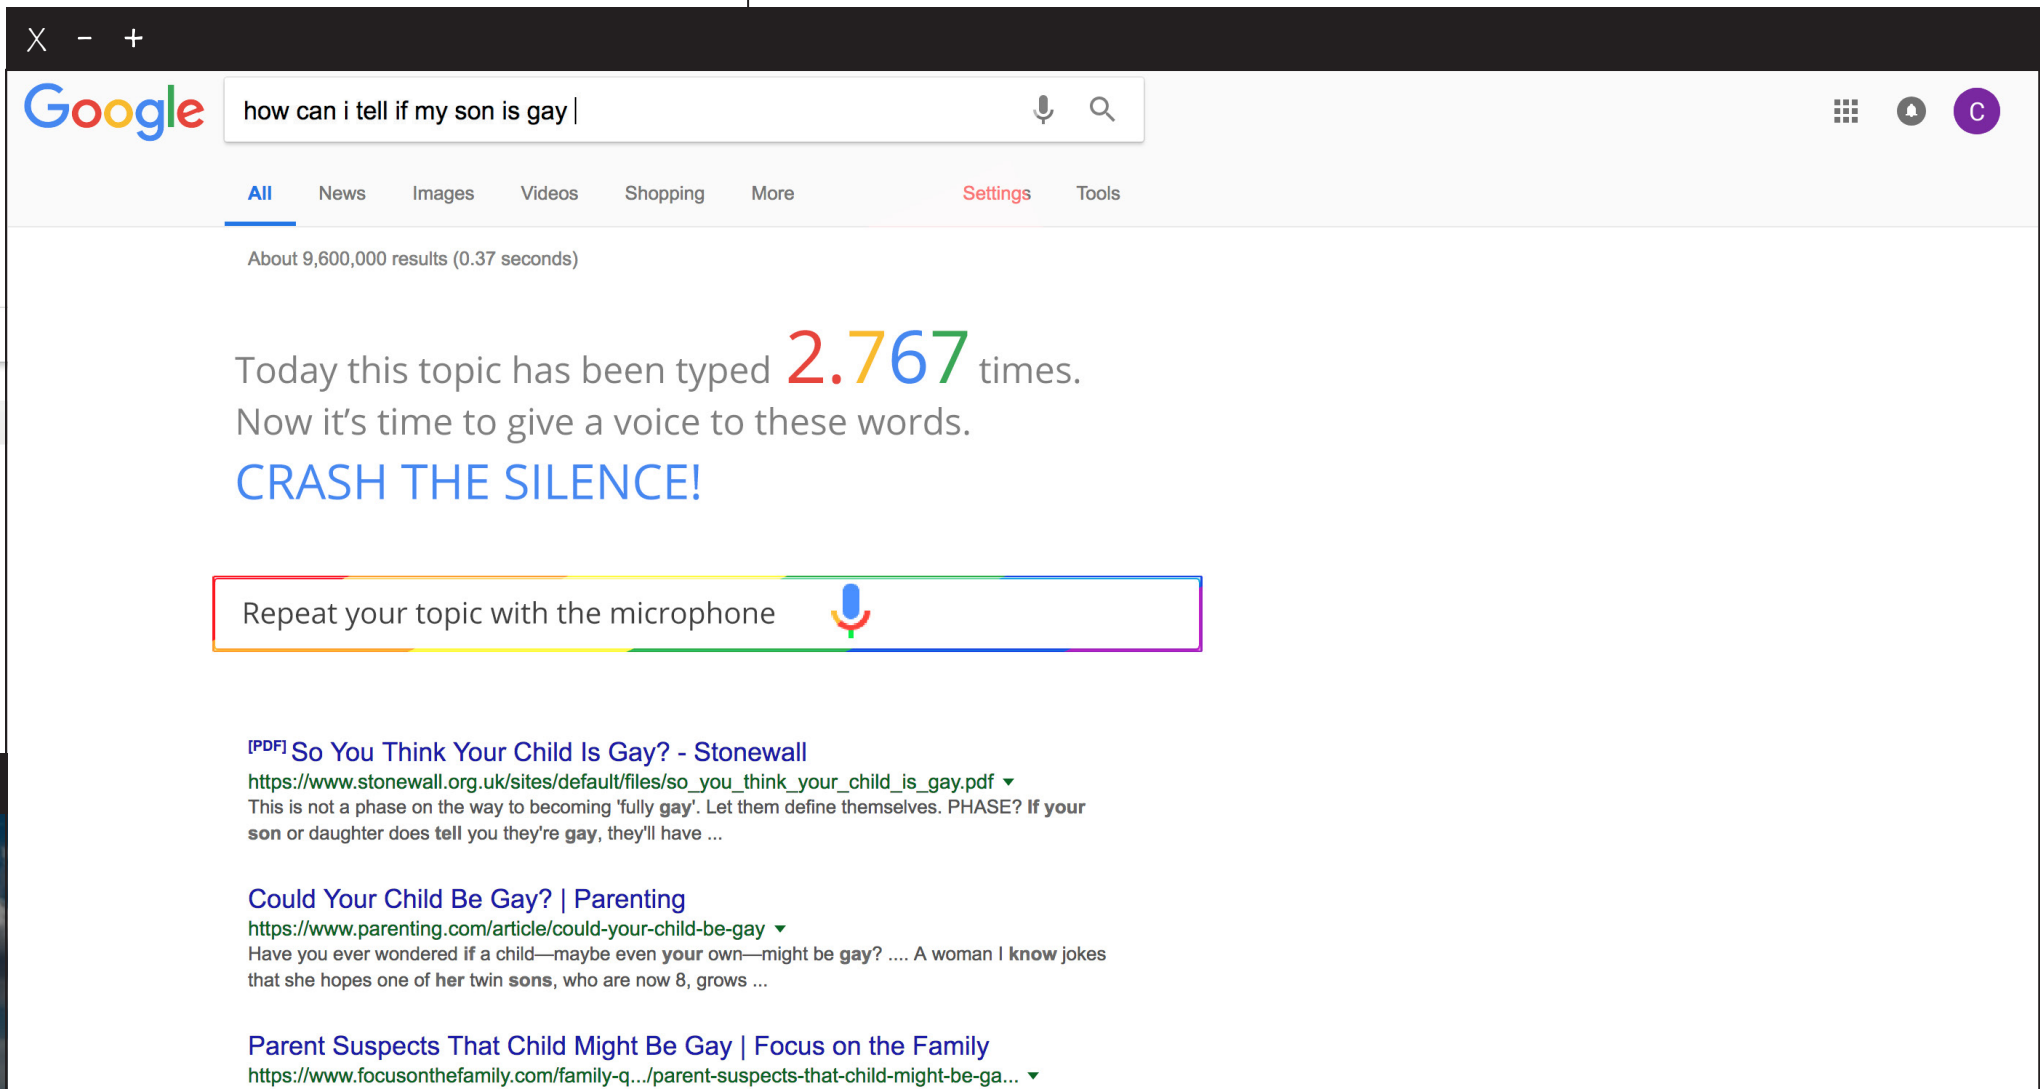 X - +
Google
how can i tell if my son is gay
C
All News Images Videos Shopping More Settings Tools
About 9,600,000 results (0.37 seconds)
Today this topic has been typed 2.767 times.
Now it's time to give a voice to these words.
CRASH THE SILENCE!
Repeat your topic with the microphone
[PDF] So You Think Your Child Is Gay? - Stonewall
https://www.stonewall.org.uk/sites/default/files/so_you_think_your_child_is_gay.pdf
This is not a phase on the way to becoming 'fully gay'. Let them define themselves. PHASE? If your
son or daughter does tell you they're gay, they'll have ...
Could Your Child Be Gay? | Parenting
https://www.parenting.com/article/could-your-child-be-gay
Have you ever wondered if a child—maybe even your own—might be gay? .... A woman I know jokes
that she hopes one of her twin sons, who are now 8, grows ...
Parent Suspects That Child Might Be Gay | Focus on the Family
https://www.focusonthefamily.com/family-q.../parent-suspects-that-child-might-be-ga...